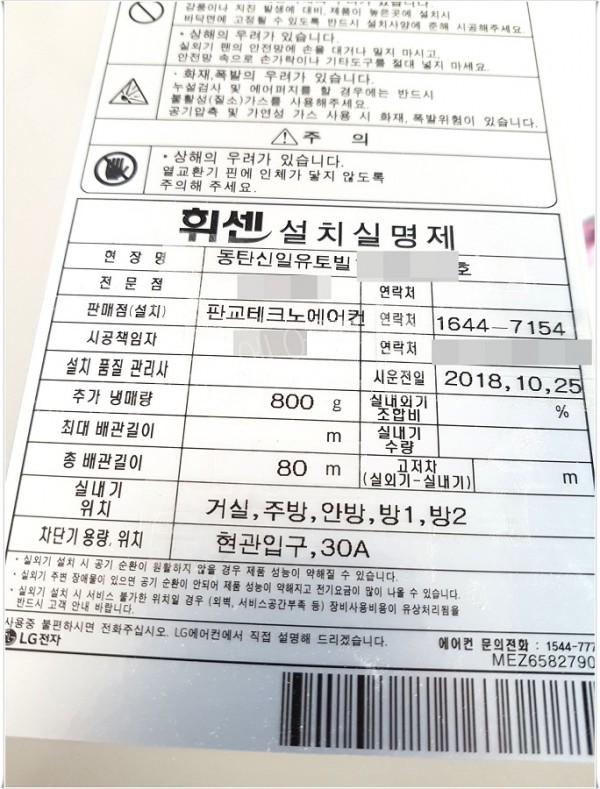 강풍이나 지진 발생에 대비, 제품이 높은곳에 설치시
바닥면에 고정될 수 있도록 반드시 설치사양에 준해 시공해주세요.
• 상해의 우려가 있습니다.
실외기 팬의 안전망에 손을 대거나 밀지 마시고,
안전망 속으로 손가락이나 기타도구를 절대 넣지 마세요.
• 화재, 폭발의 우려가 있습니다.
누설검사 및 에어퍼지를 할 경우에는 반드시
불활성(질소)가스를 사용해주세요.
공기압축 및 가연성 가스 사용 시 화재, 폭발위험이 있습니다.
주 의
• 상해의 우려가 있습니다.
열교환기 핀에 인체가 닿지 않도록
주의해 주세요.
휘센 설치실명제
현 장 명 동탄신일유토빌 호
전 문 점 연락처
판매점(설치) 판교테크노에어컨 연락처 1644-7154
시공책임자 연락처
설치 품질 관리사 시운전일 2018,10,25
추가 냉매량 800 g 실내외기 조합비 %
최대 배관길이 m 실내기 수량
총 배관길이 80 m 고저차 (실외기-실내기) m
실내기 위치 거실,주방,안방,방1,방2
차단기 용량, 위치 현관입구,30A
• 실외기 설치 시 공기 순환이 원활하지 않을 경우 제품 성능이 약해질 수 있습니다.
• 실외기 주변 장애물이 있으면 공기 순환이 안되어 제품 성능이 약해지고 전기요금이 많이 나올 수 있습니다.
• 실외기 설치 시 서비스 불가한 위치일 경우 (외벽, 서비스공간부족 등) 장비사용비용이 유상처리됨을
반드시 고객 안내 바랍니다.
사용중 불편하시면 전화주십시오. LG에어컨에서 직접 설명해 드리겠습니다.
LG전자 에어컨 문의전화 : 1544-777
MEZ6582790